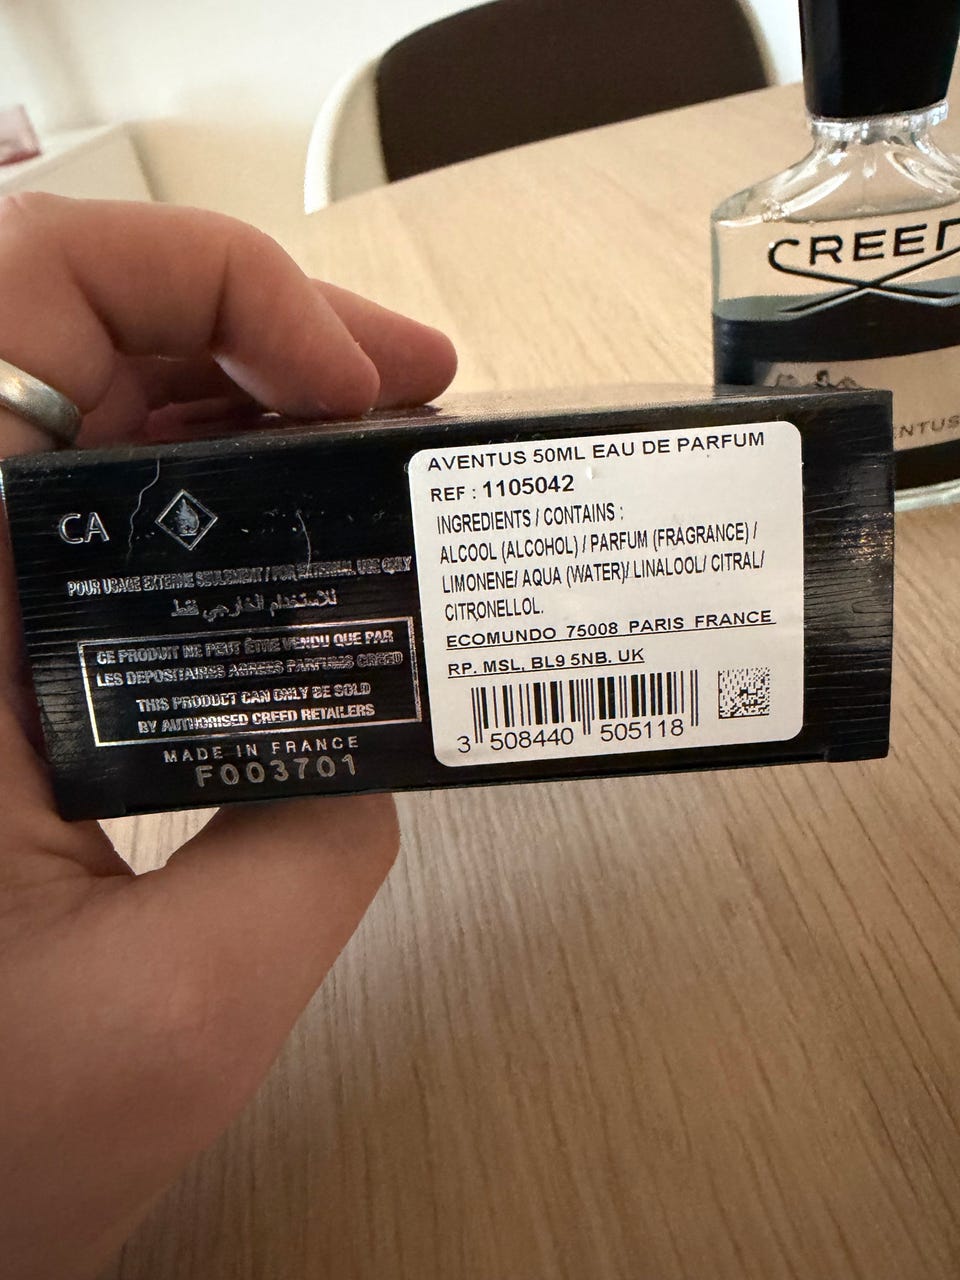 CREED
AVENTUS
CA
POUR USAGE EXTERNE SEULEMENT / FOR EXTERNAL USE ONLY
للاستخدام الخارجي فقط
CE PRODUIT NE PEUT ÊTRE VENDU QUE PAR
LES DEPOSITAIRES AGREES PARFUMS CREED
THIS PRODUCT CAN ONLY BE SOLD
BY AUTHORISED CREED RETAILERS
MADE IN FRANCE
F003701
AVENTUS 50ML EAU DE PARFUM
REF : 1105042
INGREDIENTS / CONTAINS :
ALCOOL (ALCOHOL) / PARFUM (FRAGRANCE) /
LIMONENE/ AQUA (WATER)/ LINALOOL/ CITRAL/
CITRONELLOL.
ECOMUNDO 75008 PARIS FRANCE
RP. MSL, BL9 5NB. UK
3 508440 505118